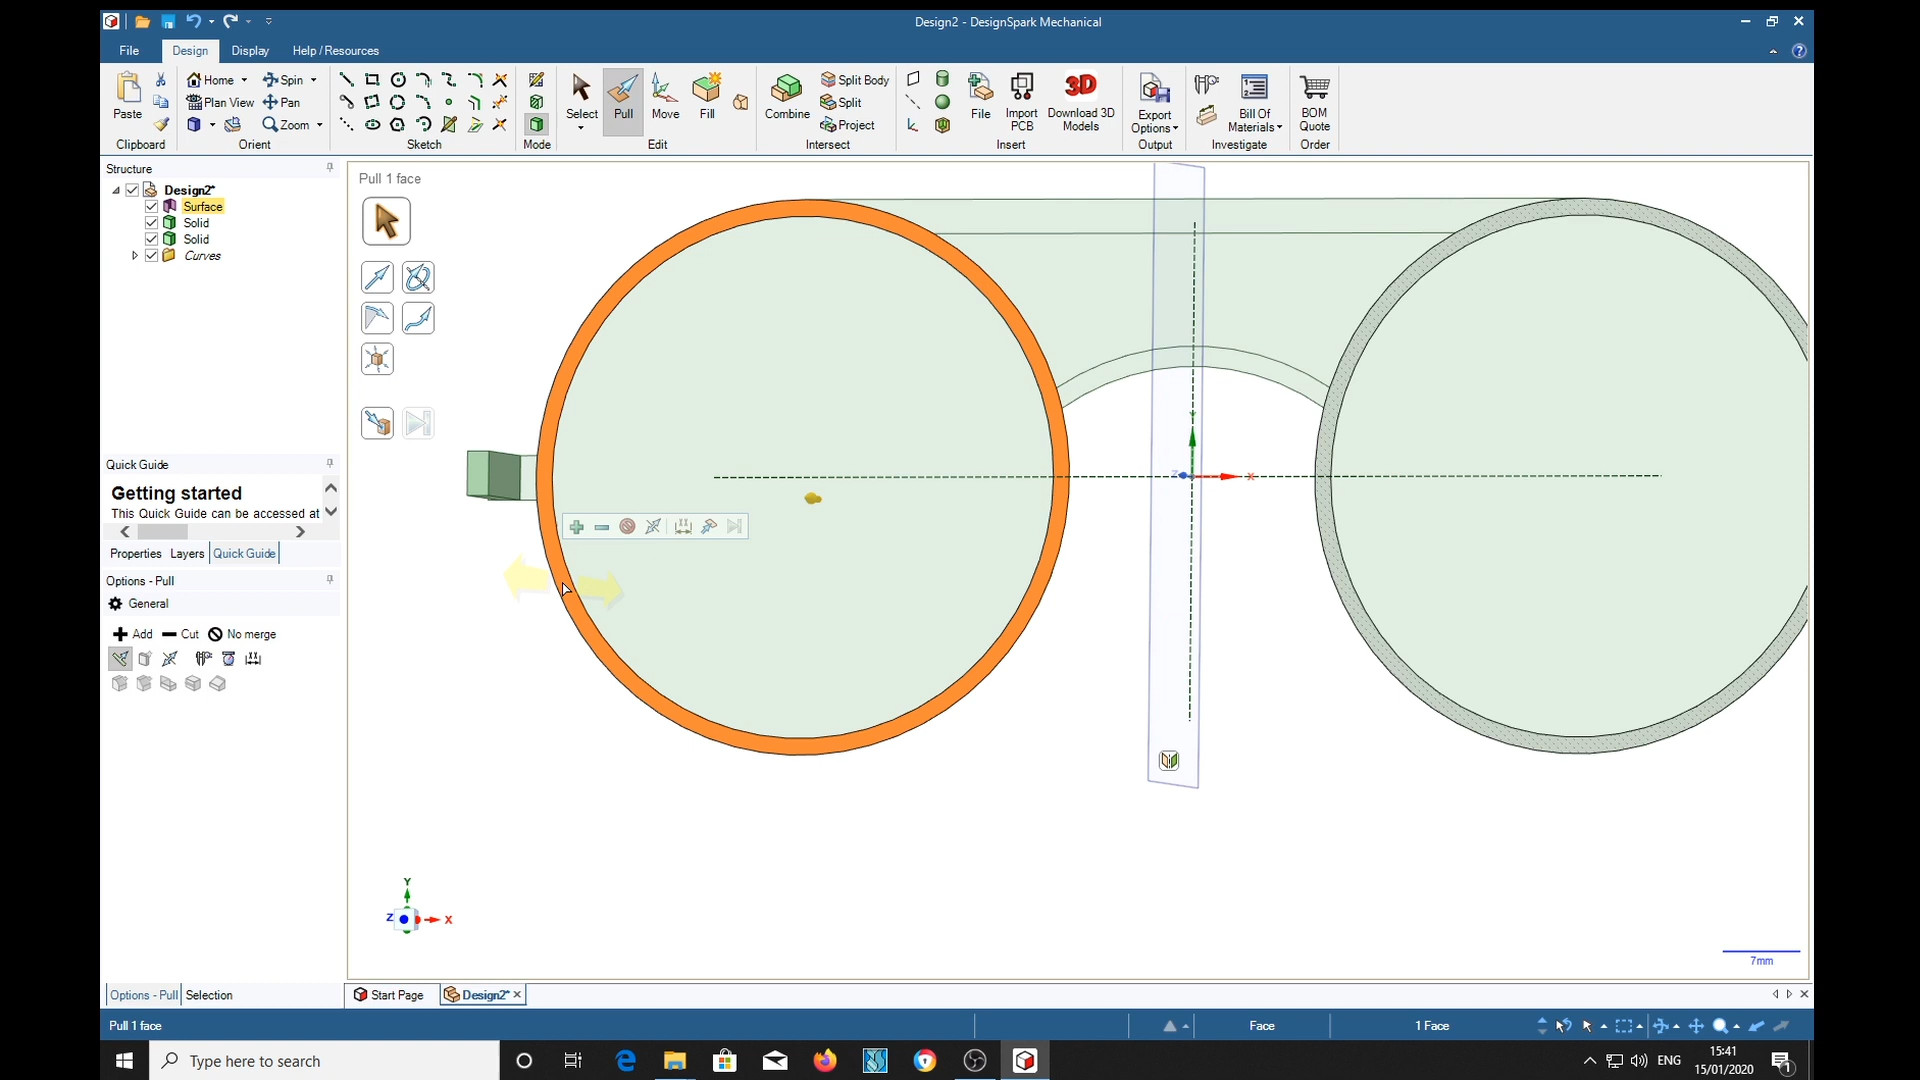 Design2 - DesignSpark Mechanical
File Design Display Help / Resources
Home Spin Split Body
Plan View Pan Split
Zoom Project
Paste Select Pull Move Fill Combine File Import PCB Download 3D Models Export Options Bill Of Materials BOM Quote
3D
Clipboard Orient Sketch Mode Edit Intersect Insert Output Investigate Order
Structure
Design2*
Surface
Solid
Solid
Curves
Quick Guide
Getting started
This Quick Guide can be accessed at
Properties Layers Quick Guide
Options - Pull
General
Add Cut No merge
Options - Pull Selection
Pull 1 face
Y
Z X
Z X
7mm
Start Page Design2*
Pull 1 face Face 1 Face
Type here to search
ENG
15:41
15/01/2020
1